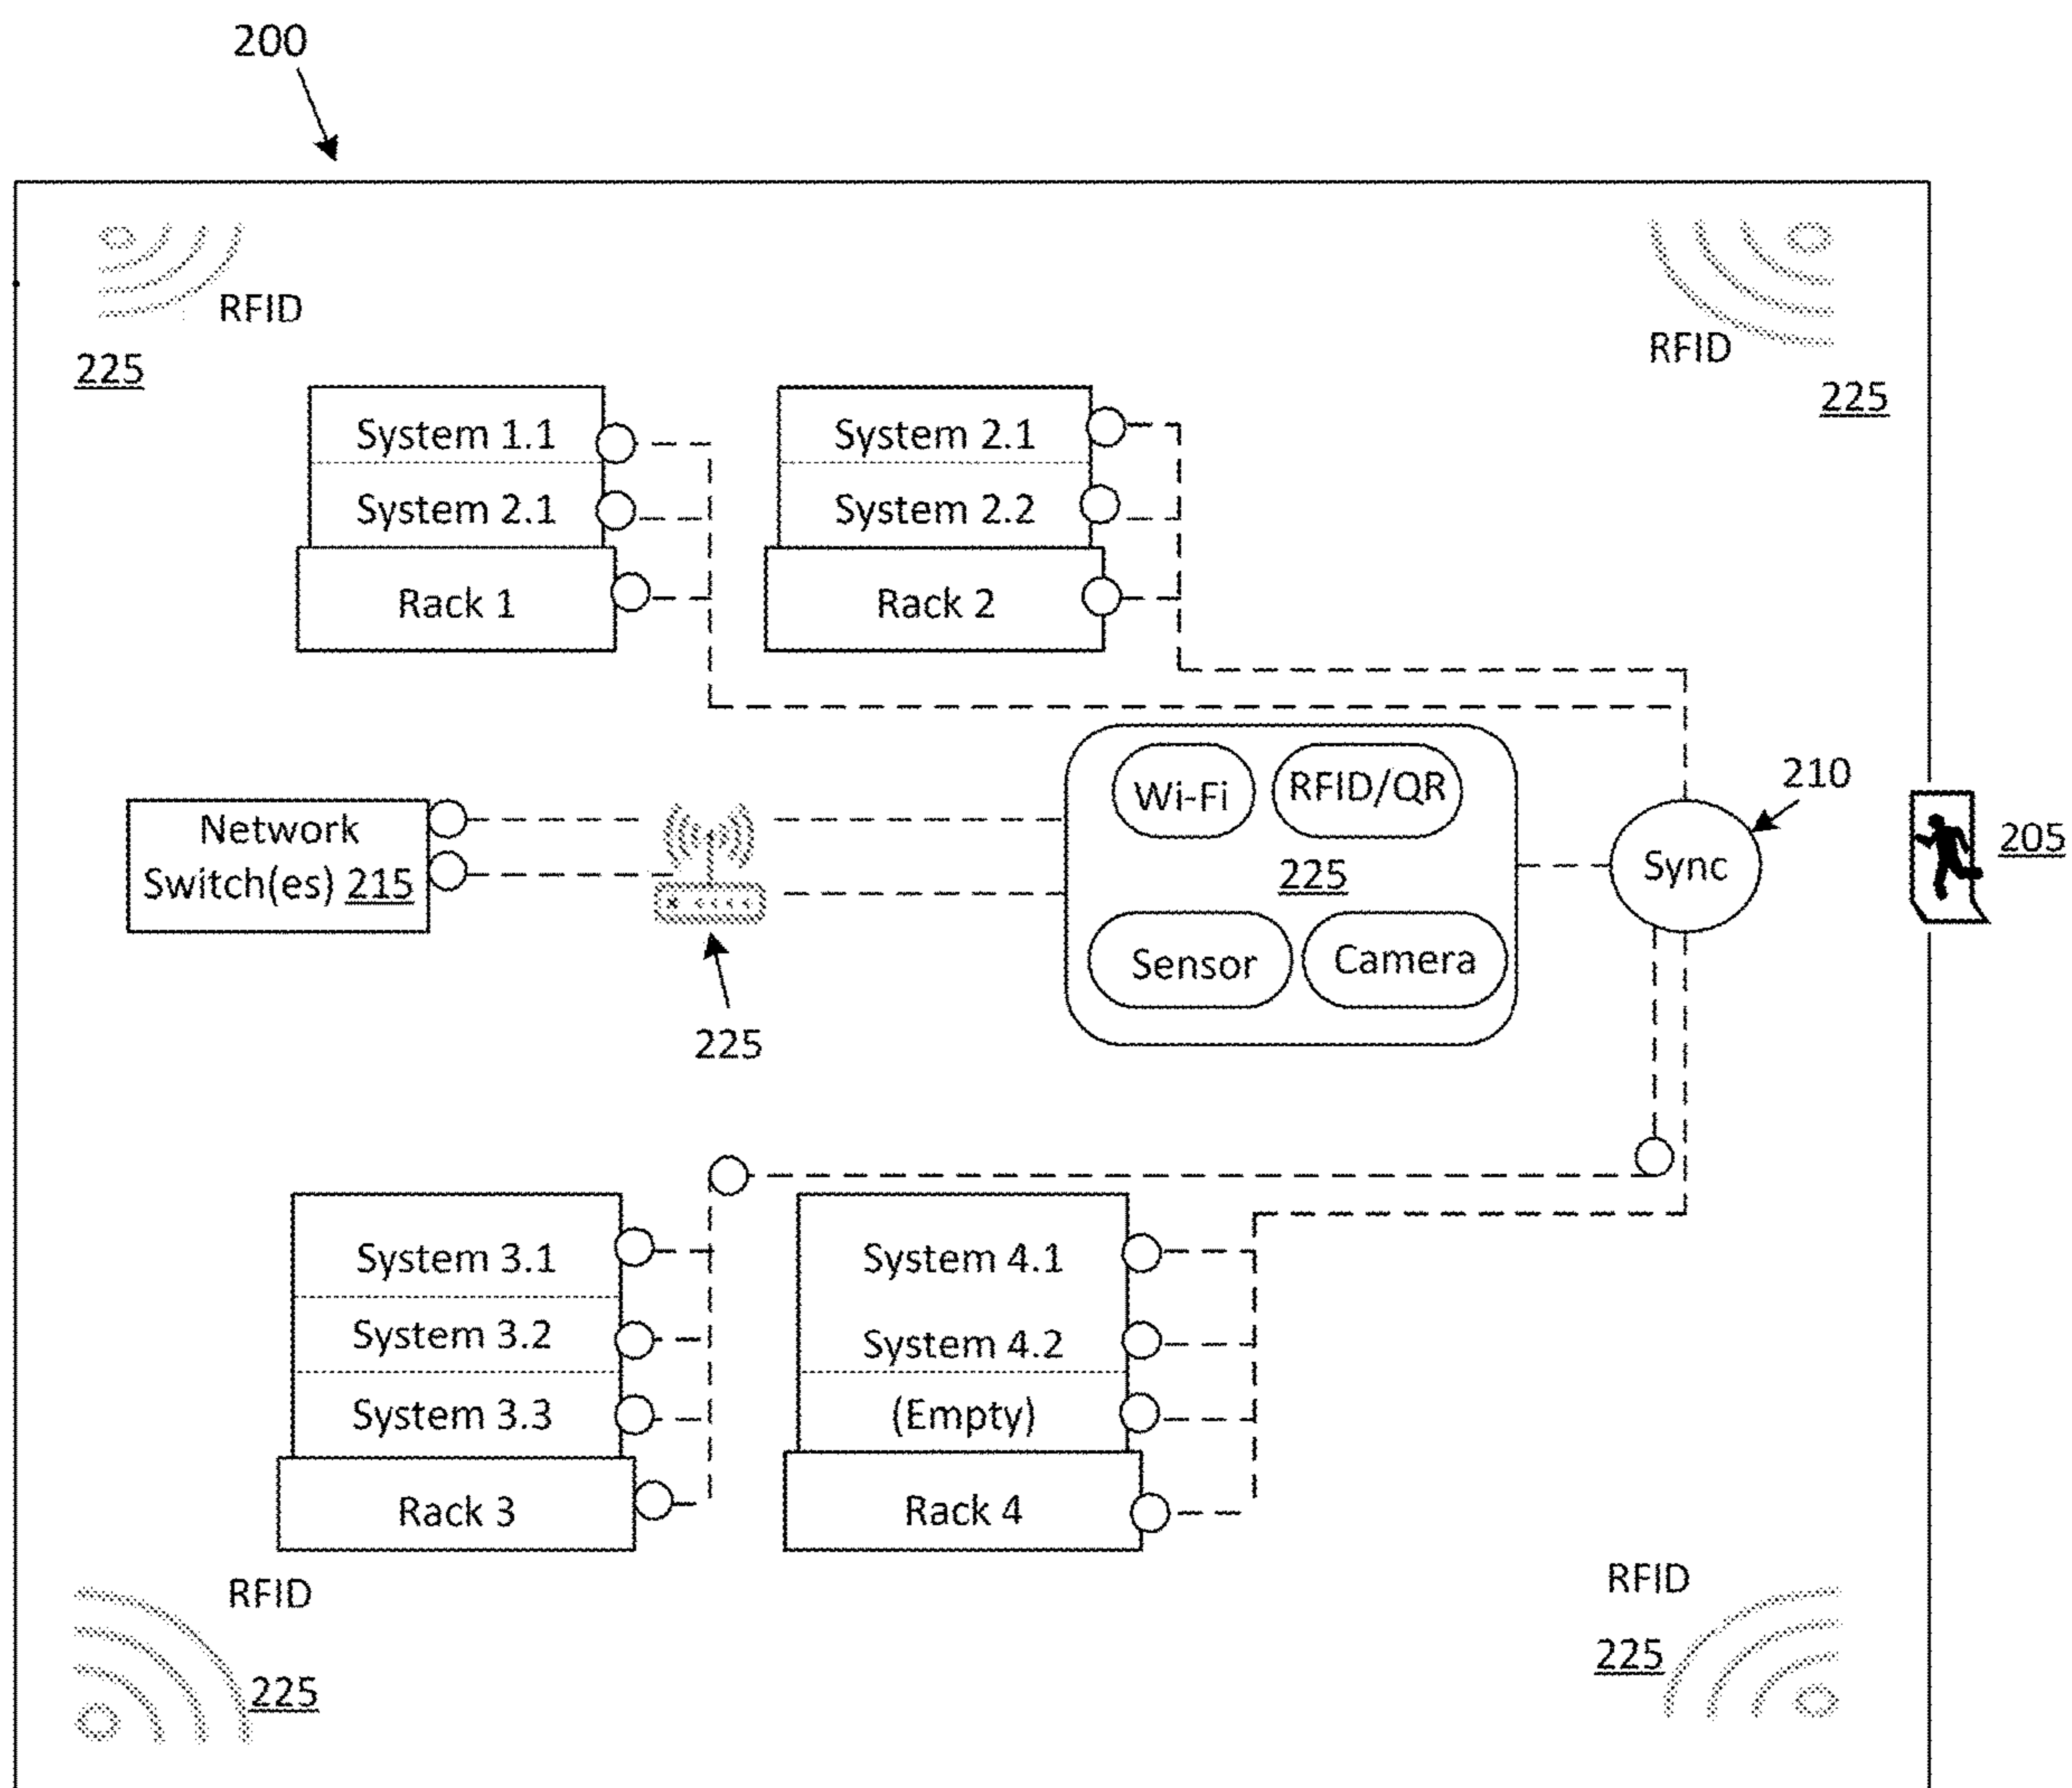 200
RFID
225
RFID
225
System 1.1
System 2.1
Rack 1
System 2.1
System 2.2
Rack 2
Network
Switch(es) 215
225
Wi-Fi
RFID/QR
225
Sensor
Camera
210
Sync
205
System 3.1
System 3.2
System 3.3
Rack 3
System 4.1
System 4.2
(Empty)
Rack 4
RFID
225
RFID
225